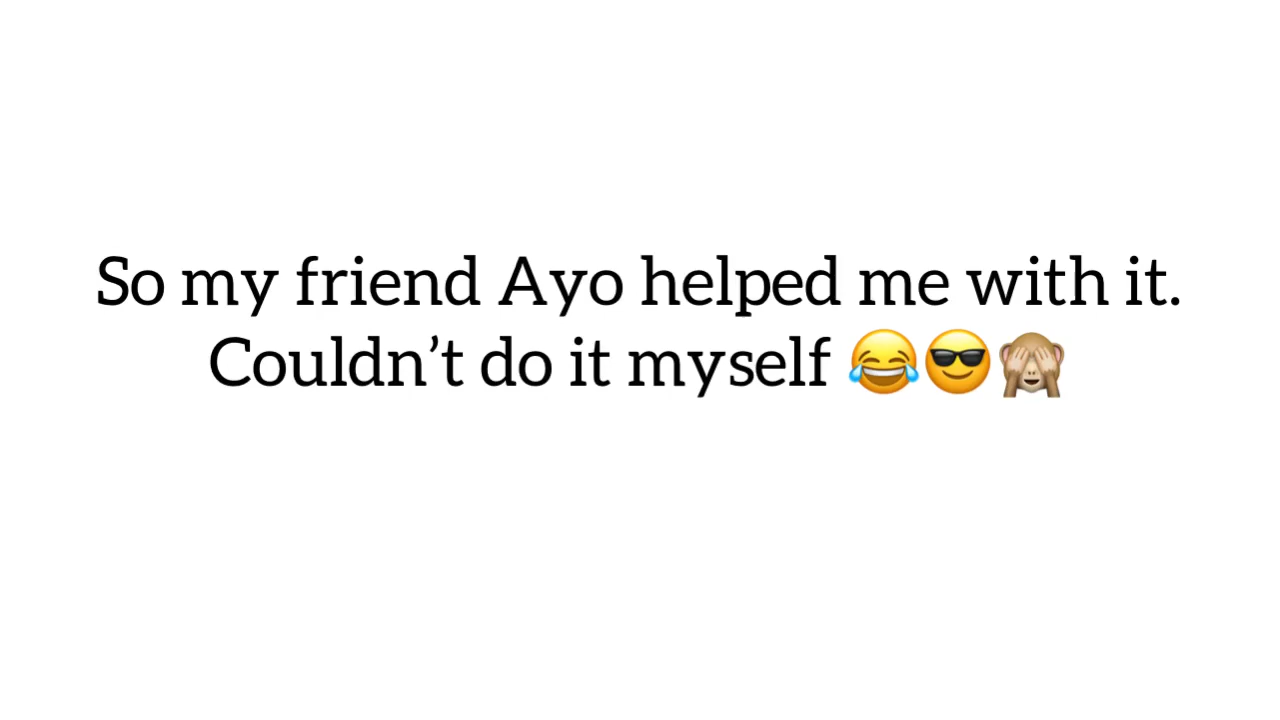 So my friend Ayo helped me with it.
Couldn’t do it myself 😂😎🙈